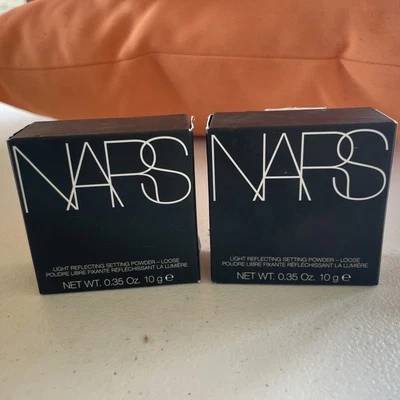 NARS
LIGHT REFLECTING SETTING POWDER – LOOSE
POUDRE LIBRE FIXANTE RÉFLÉCHISSANT LA LUMIÈRE
NET WT. 0.35 Oz. 10 g ℮
NARS
LIGHT REFLECTING SETTING POWDER – LOOSE
POUDRE LIBRE FIXANTE RÉFLÉCHISSANT LA LUMIÈRE
NET WT. 0.35 Oz. 10 g ℮